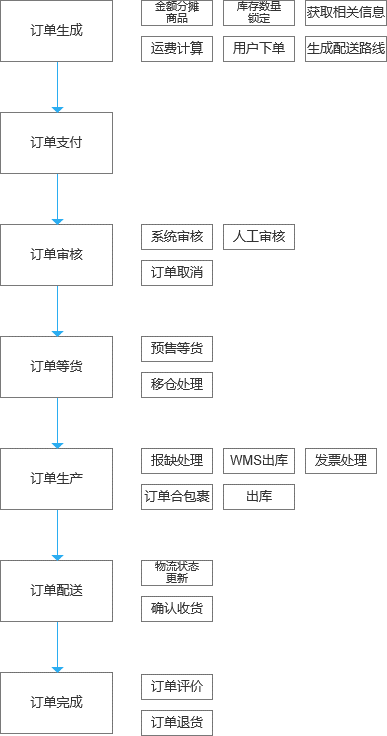 订单生成
金额分摊
商品
库存数量
锁定
获取相关信息
运费计算
用户下单
生成配送路线
订单支付
订单审核
系统审核
人工审核
订单取消
订单等货
预售等货
移仓处理
订单生产
报缺处理
WMS出库
发票处理
订单合包裹
出库
订单配送
物流状态
更新
确认收货
订单完成
订单评价
订单退货